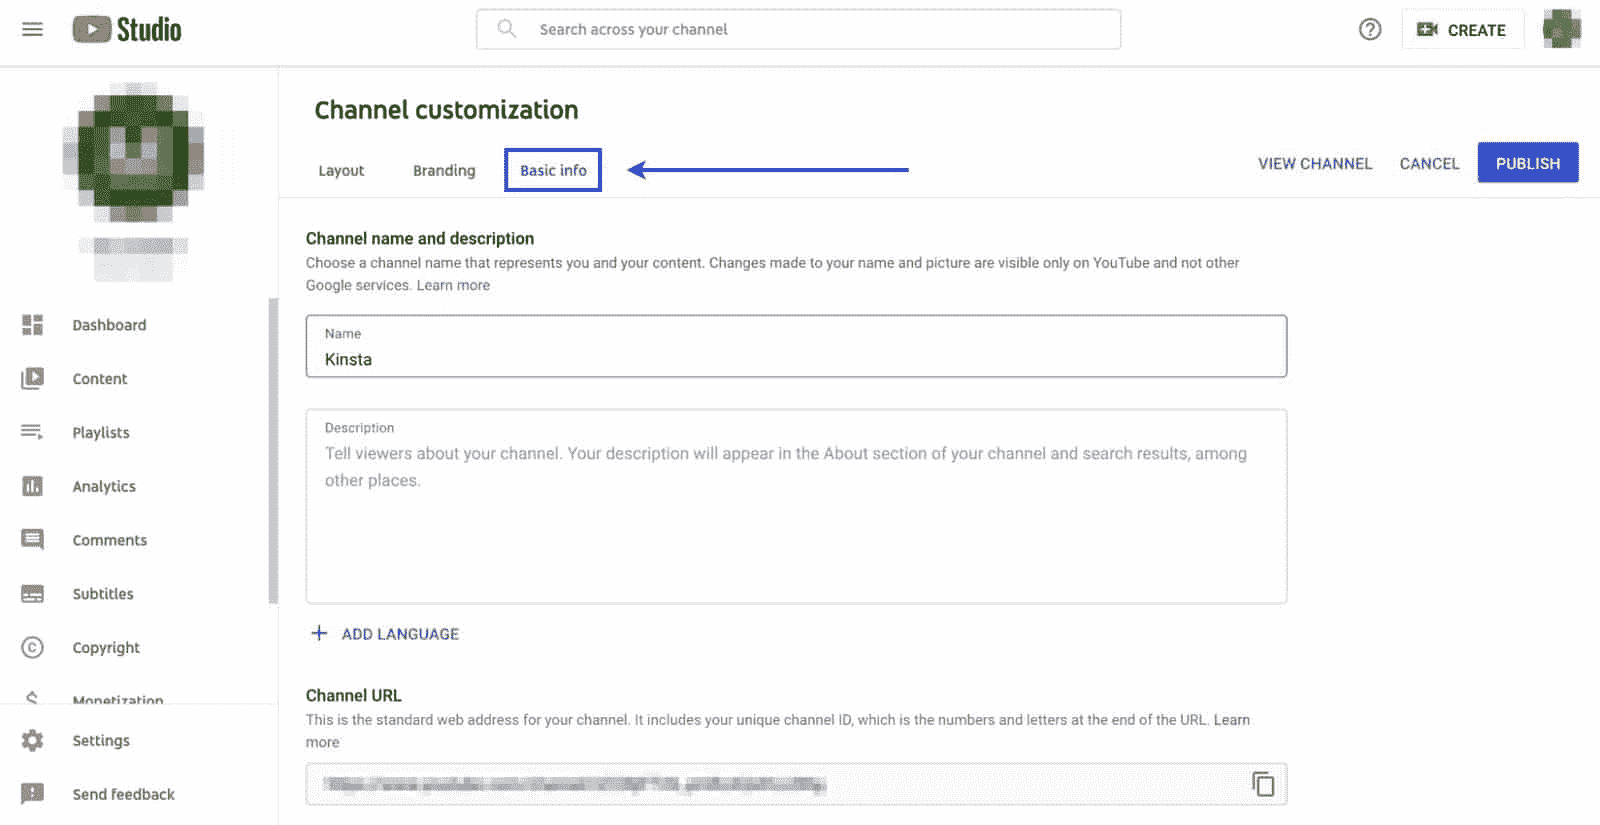 Studio
Search across your channel
CREATE
Channel customization
Layout
Branding
Basic info
VIEW CHANNEL
CANCEL
PUBLISH
Channel name and description
Choose a channel name that represents you and your content. Changes made to your name and picture are visible only on YouTube and not other
Google services. Learn more
Name
Kinsta
Description
Tell viewers about your channel. Your description will appear in the About section of your channel and search results, among
other places.
+ ADD LANGUAGE
Channel URL
This is the standard web address for your channel. It includes your unique channel ID, which is the numbers and letters at the end of the URL. Learn
more
Dashboard
Content
Playlists
Analytics
Comments
Subtitles
Copyright
Monetization
Settings
Send feedback